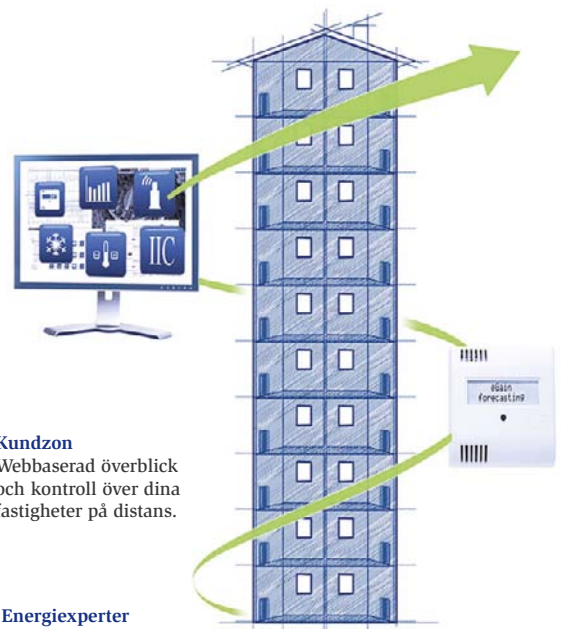 IIC
eGain
forecasting
Kundzon
Webbaserad överblick
och kontroll över dina
fastigheter på distans.
Energiexperter